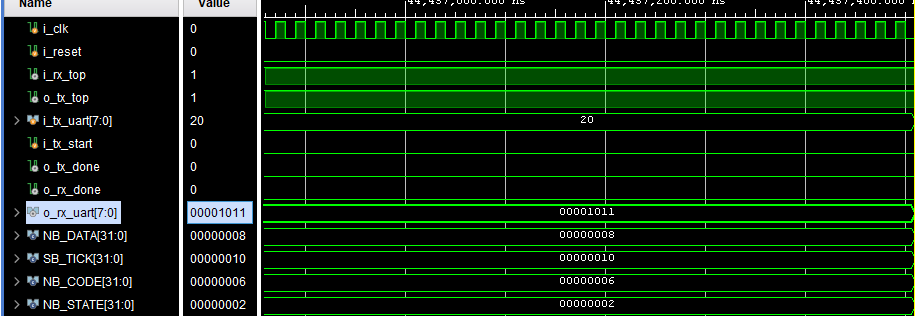 Name Value 44,487,000.000 ns 44,487,200.000 ns 44,487,400.000
i_clk 0
i_reset 0
i_rx_top 1
o_tx_top 1
i_tx_uart[7:0] 20 20
i_tx_start 0
o_tx_done 0
o_rx_done 0
o_rx_uart[7:0] 00001011 00001011
NB_DATA[31:0] 00000008 00000008
SB_TICK[31:0] 00000010 00000010
NB_CODE[31:0] 00000006 00000006
NB_STATE[31:0] 00000002 00000002